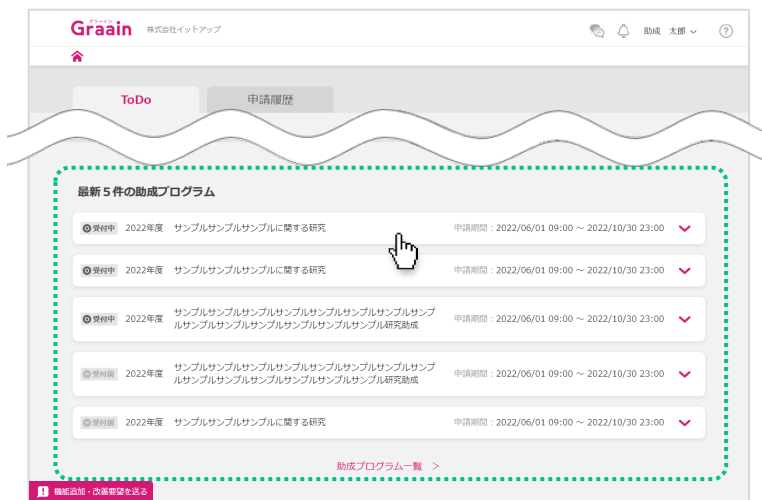 グラーイン
Graain 株式会社イットアップ 助成 太郎
ToDo 申請履歴
最新５件の助成プログラム
受付中 2022年度 サンプルサンプルサンプルに関する研究 申請期間：2022/06/01 09:00 ～ 2022/10/30 23:00
受付中 2022年度 サンプルサンプルサンプルに関する研究 申請期間：2022/06/01 09:00 ～ 2022/10/30 23:00
受付中 2022年度 サンプルサンプルサンプルサンプルサンプルサンプルサンプルサンプ 申請期間：2022/06/01 09:00 ～ 2022/10/30 23:00
ルサンプルサンプルサンプルサンプルサンプルサンプル研究助成
受付前 2022年度 サンプルサンプルサンプルサンプルサンプルサンプルサンプルサンプ 申請期間：2022/06/01 09:00 ～ 2022/10/30 23:00
ルサンプルサンプルサンプルサンプルサンプルサンプル研究助成
受付前 2022年度 サンプルサンプルサンプルに関する研究 申請期間：2022/06/01 09:00 ～ 2022/10/30 23:00
助成プログラム一覧 ＞
機能追加・改善要望を送る